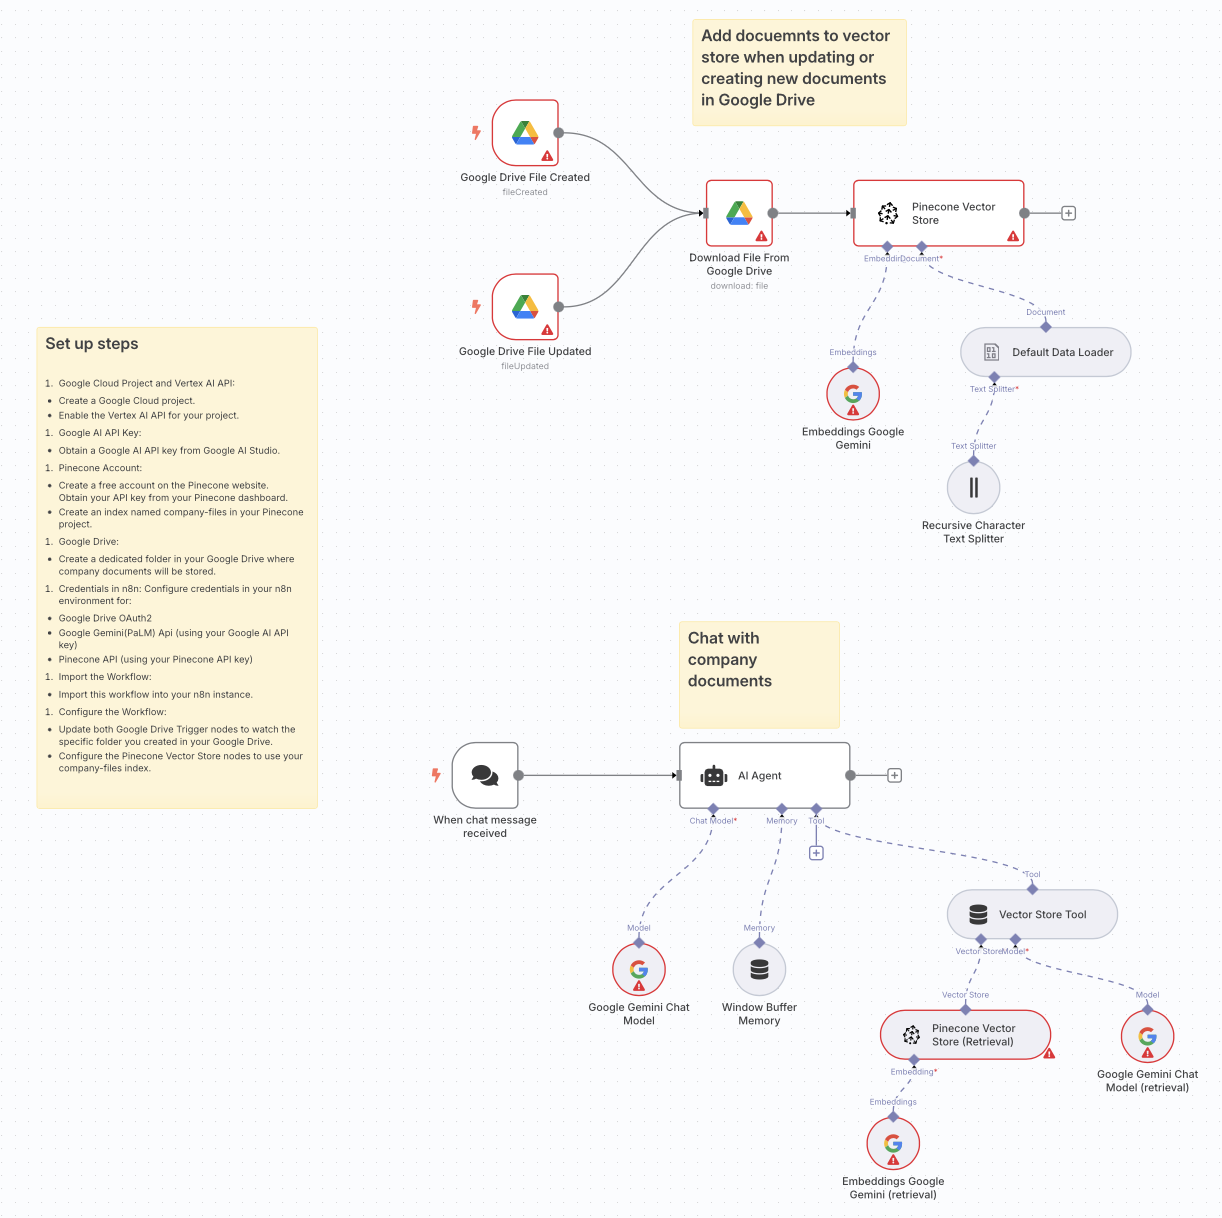 Add docuemnts to vector
store when updating or
creating new documents
in Google Drive
Google Drive File Created
fileCreated
Google Drive File Updated
fileUpdated
Download File From
Google Drive
download: file
Pinecone Vector
Store
Document*
Embeddings
Embeddings Google
Gemini
Document
Default Data Loader
Text Splitter*
Text Splitter
Recursive Character
Text Splitter
Set up steps
1. Google Cloud Project and Vertex AI API:
• Create a Google Cloud project.
• Enable the Vertex AI API for your project.
1. Google AI API Key:
• Obtain a Google AI API key from Google AI Studio.
1. Pinecone Account:
• Create a free account on the Pinecone website.
Obtain your API key from your Pinecone dashboard.
• Create an index named company-files in your Pinecone
project.
1. Google Drive:
• Create a dedicated folder in your Google Drive where
company documents will be stored.
1. Credentials in n8n: Configure credentials in your n8n
environment for:
• Google Drive OAuth2
• Google Gemini(PaLM) Api (using your Google AI API
key)
• Pinecone API (using your Pinecone API key)
1. Import the Workflow:
• Import this workflow into your n8n instance.
1. Configure the Workflow:
• Update both Google Drive Trigger nodes to watch the
specific folder you created in your Google Drive.
• Configure the Pinecone Vector Store nodes to use your
company-files index.
Chat with
company
documents
When chat message
received
AI Agent
Chat Model*
Memory
Tool
Model
Google Gemini Chat
Model
Memory
Window Buffer
Memory
Tool
Vector Store Tool
Vector Store
Model*
Vector Store
Pinecone Vector
Store (Retrieval)
Embedding*
Embeddings
Embeddings Google
Gemini (retrieval)
Model
Google Gemini Chat
Model (retrieval)